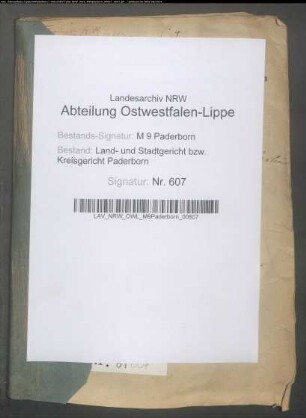 Landesarchiv NRW
Abteilung Ostwestfalen-Lippe
Bestands-Signatur: M 9 Paderborn
Bestand: Land- und Stadtgericht bzw.
Kreisgericht Paderborn
Signatur: Nr. 607
LAV_NRW_OWL_M9Paderborn_00607